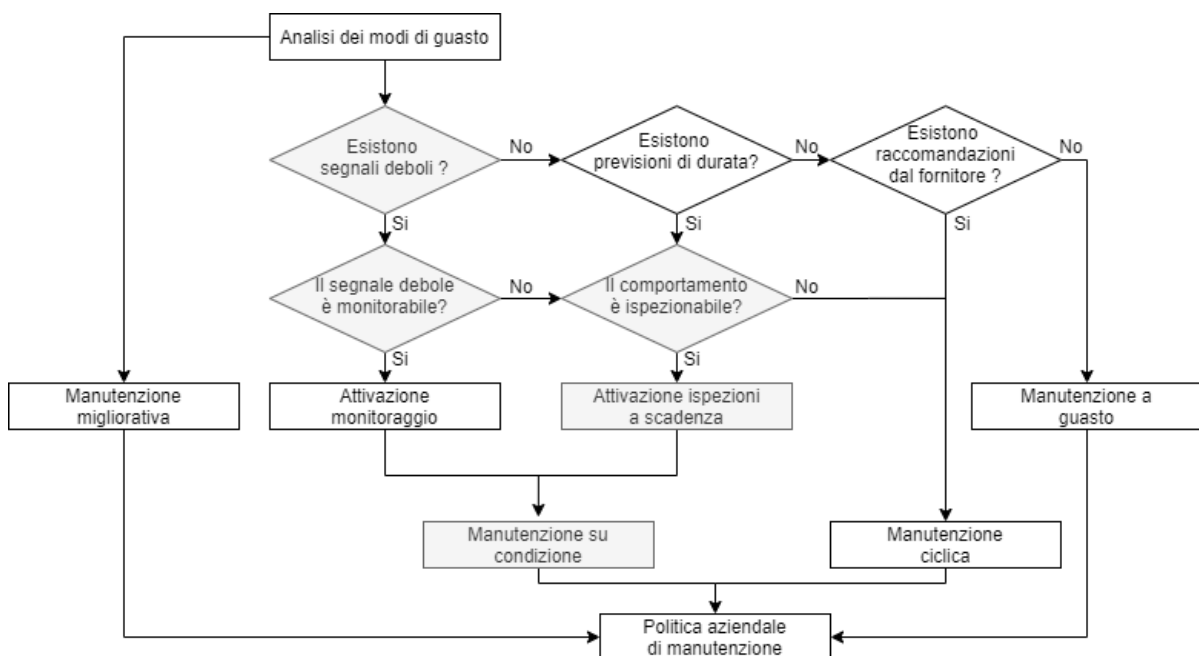 Analisi dei modi di guasto
Esistono
segnali deboli ?
No
Esistono
previsioni di durata?
No
Esistono
raccomandazioni
dal fornitore ?
No
Si
Si
Si
Il segnale debole
è monitorabile?
No
Il comportamento
è ispezionabile?
No
Si
Si
Manutenzione
migliorativa
Attivazione
monitoraggio
Attivazione ispezioni
a scadenza
Manutenzione a
guasto
Manutenzione su
condizione
Manutenzione
ciclica
Politica aziendale
di manutenzione